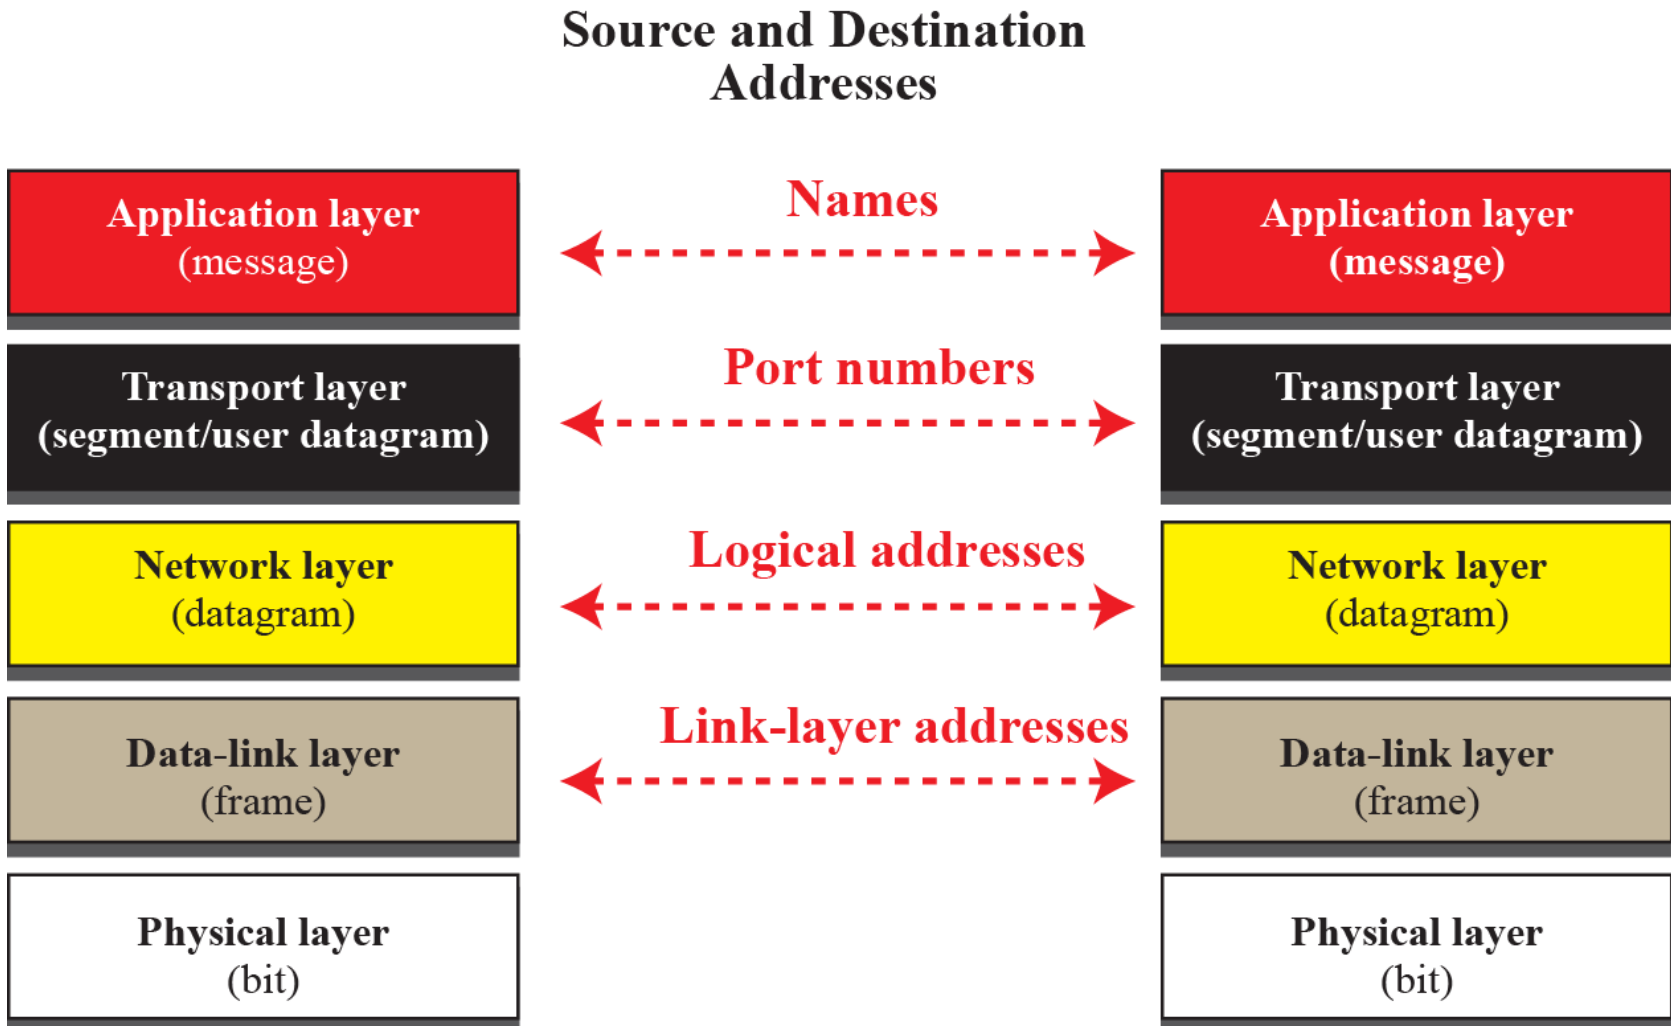 Source and Destination
Addresses
Application layer
(message)
Names
Application layer
(message)
Transport layer
(segment/user datagram)
Port numbers
Transport layer
(segment/user datagram)
Network layer
(datagram)
Logical addresses
Network layer
(datagram)
Data-link layer
(frame)
Link-layer addresses
Data-link layer
(frame)
Physical layer
(bit)
Physical layer
(bit)